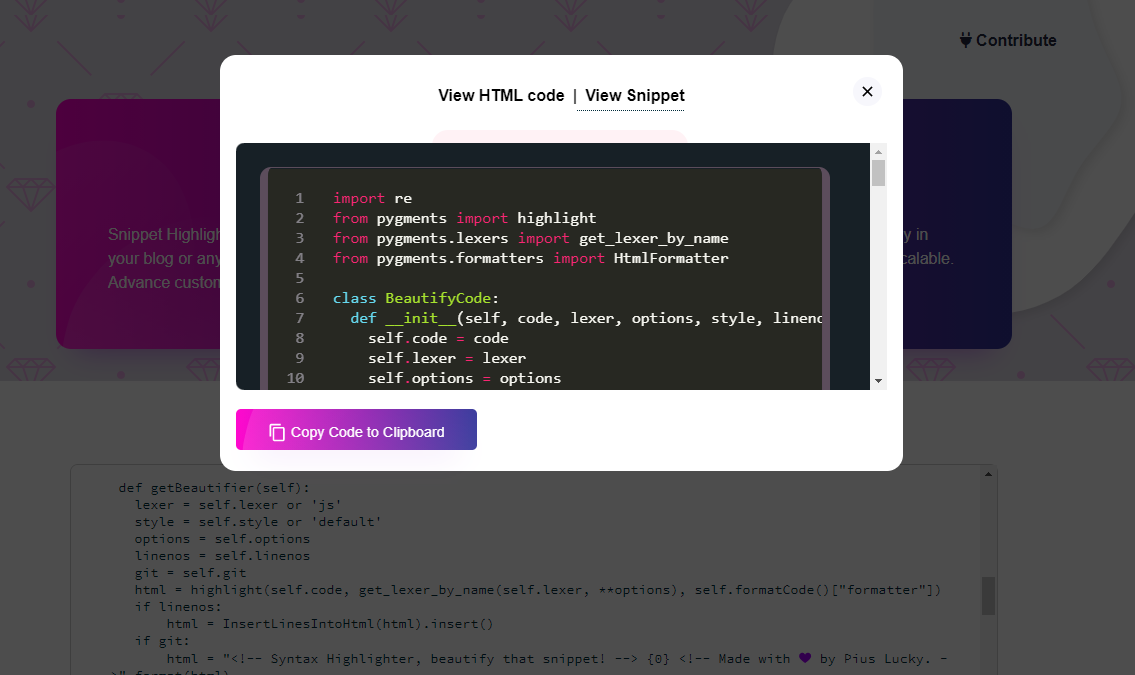 Contribute
View HTML code | View Snippet
Snippet Highligh
your blog or any
Advance custom
y in
calable.
1 import re
2 from pygments import highlight
3 from pygments.lexers import get_lexer_by_name
4 from pygments.formatters import HtmlFormatter
5
6 class BeautifyCode:
7 def __init__(self, code, lexer, options, style, lineno
8 self.code = code
9 self.lexer = lexer
10 self.options = options
Copy Code to Clipboard
def getBeautifier(self):
lexer = self.lexer or 'js'
style = self.style or 'default'
options = self.options
linenos = self.linenos
git = self.git
html = highlight(self.code, get_lexer_by_name(self.lexer, **options), self.formatCode()["formatter"])
if linenos:
html = InsertLinesIntoHtml(html).insert()
if git:
html = "<!-- Syntax Highlighter, beautify that snippet! --> {0} <!-- Made with 💜 by Pius Lucky. -
>".format(html)